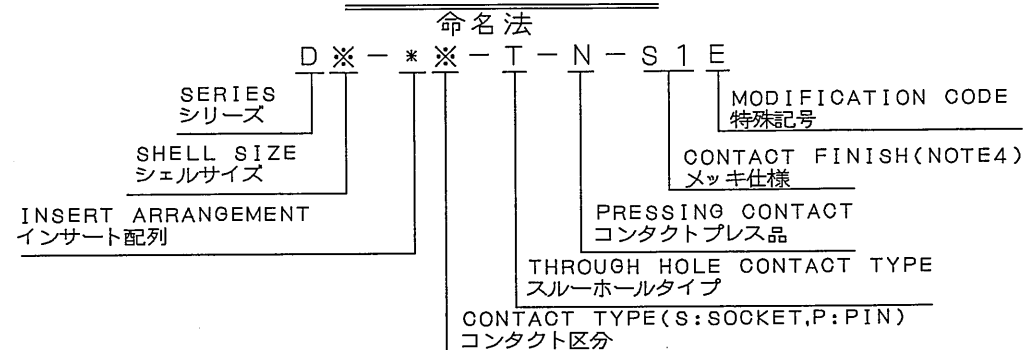 命名法
D※-*※-T-N-S1E
SERIES
シリーズ
MODIFICATION CODE
特殊記号
SHELL SIZE
シェルサイズ
CONTACT FINISH(NOTE4)
メッキ仕様
INSERT ARRANGEMENT
インサート配列
PRESSING CONTACT
コンタクトプレス品
THROUGH HOLE CONTACT TYPE
スルーホールタイプ
CONTACT TYPE(S:SOCKET,P:PIN)
コンタクト区分